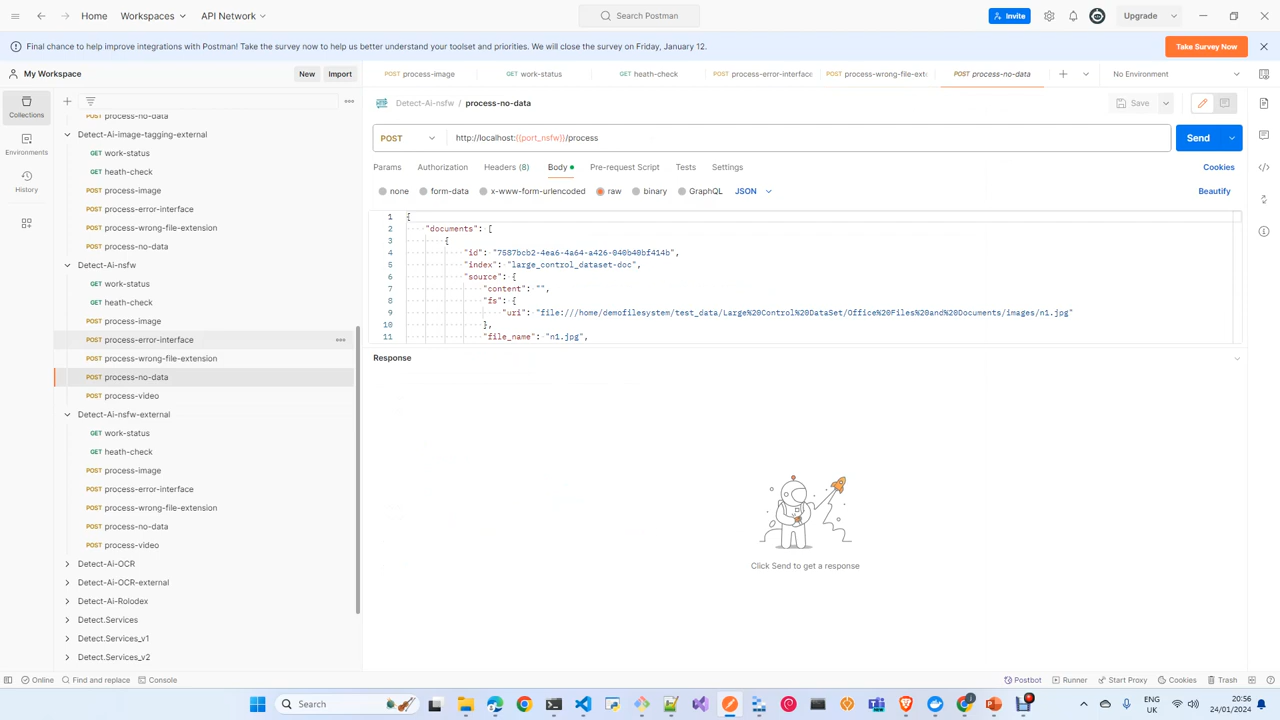 Home Workspaces API Network Search Postman Invite Upgrade
Final chance to help improve integrations with Postman! Take the survey now to help us better understand your toolset and priorities. We will close the survey on Friday, January 12. Take Survey Now
My Workspace New Import
POST process-image GET work-status GET heath-check POST process-error-interface POST process-wrong-file-ext POST process-no-data No Environment
Collections
Environments
History
POST process-no-data
Detect-Ai-image-tagging-external
GET work-status
GET heath-check
POST process-image
POST process-error-interface
POST process-wrong-file-extension
POST process-no-data
Detect-Ai-nsfw
GET work-status
GET heath-check
POST process-image
POST process-error-interface
POST process-wrong-file-extension
POST process-no-data
POST process-video
Detect-Ai-nsfw-external
GET work-status
GET heath-check
POST process-image
POST process-error-interface
POST process-wrong-file-extension
POST process-no-data
POST process-video
Detect-Ai-OCR
Detect-Ai-OCR-external
Detect-Ai-Rolodex
Detect.Services
Detect.Services_v1
Detect.Services_v2
Detect-Ai-nsfw / process-no-data Save
POST http://localhost:{{port_nsfw}}/process Send
Params Authorization Headers (8) Body Pre-request Script Tests Settings Cookies
none form-data x-www-form-urlencoded raw binary GraphQL JSON Beautify
1 {
2 "documents": [
3 {
4 "id": "7587bcb2-4ea6-4a64-a426-040b40bf414b",
5 "index": "large_control_dataset-doc",
6 "source": {
7 "content": "",
8 "fs": {
9 "uri": "file:///home/demofilesystem/test_data/Large%20Control%20DataSet/Office%20Files%20and%20Documents/images/n1.jpg"
10 },
11 "file_name": "n1.jpg",
Response
Click Send to get a response
Online Find and replace Console Postbot Runner Start Proxy Cookies Trash
Search ENG 20:56
UK 24/01/2024